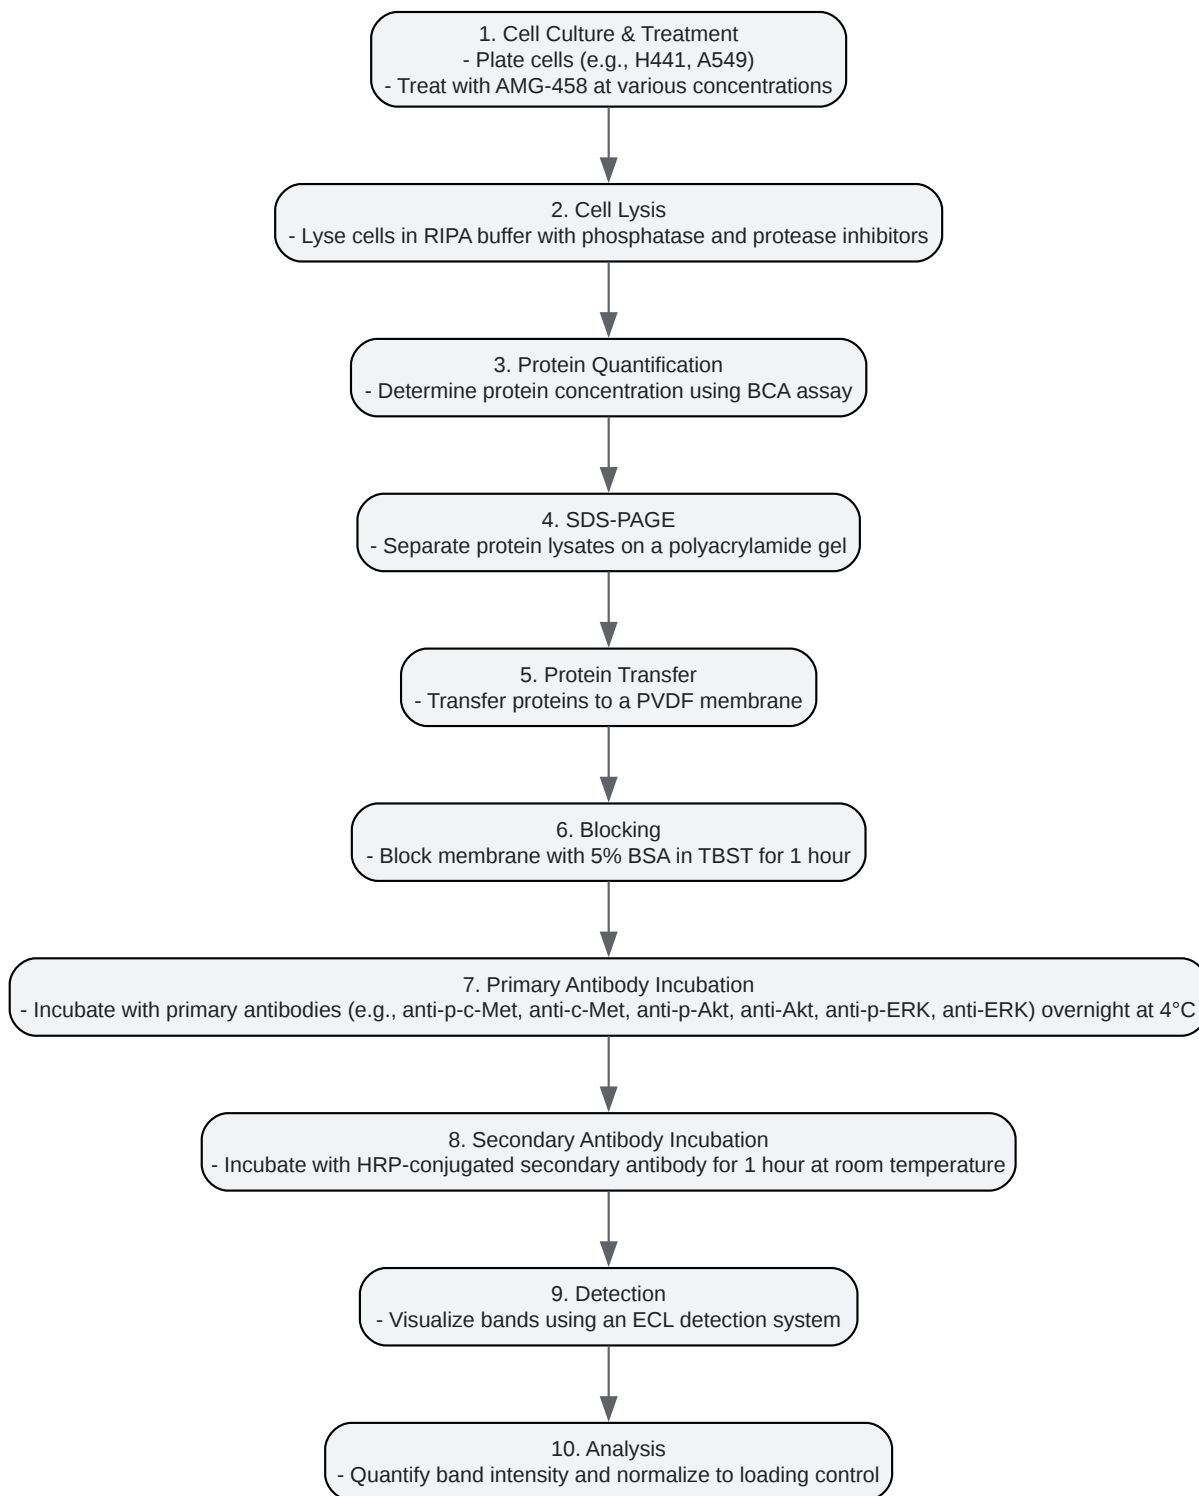 1. Cell Culture & Treatment
- Plate cells (e.g., H441, A549)
- Treat with AMG-458 at various concentrations
2. Cell Lysis
- Lyse cells in RIPA buffer with phosphatase and protease inhibitors
3. Protein Quantification
- Determine protein concentration using BCA assay
4. SDS-PAGE
- Separate protein lysates on a polyacrylamide gel
5. Protein Transfer
- Transfer proteins to a PVDF membrane
6. Blocking
- Block membrane with 5% BSA in TBST for 1 hour
7. Primary Antibody Incubation
- Incubate with primary antibodies (e.g., anti-p-c-Met, anti-c-Met, anti-p-Akt, anti-Akt, anti-p-ERK, anti-ERK) overnight at 4°C
8. Secondary Antibody Incubation
- Incubate with HRP-conjugated secondary antibody for 1 hour at room temperature
9. Detection
- Visualize bands using an ECL detection system
10. Analysis
- Quantify band intensity and normalize to loading control